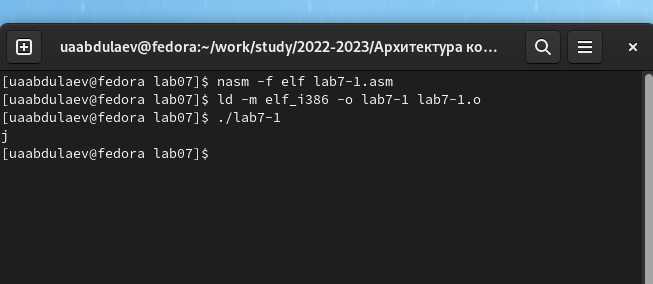 uaabdulaev@fedora:~/work/study/2022-2023/Архитектура ко...
[uaabdulaev@fedora lab07]$ nasm -f elf lab7-1.asm
[uaabdulaev@fedora lab07]$ ld -m elf_i386 -o lab7-1 lab7-1.o
[uaabdulaev@fedora lab07]$ ./lab7-1
j
[uaabdulaev@fedora lab07]$